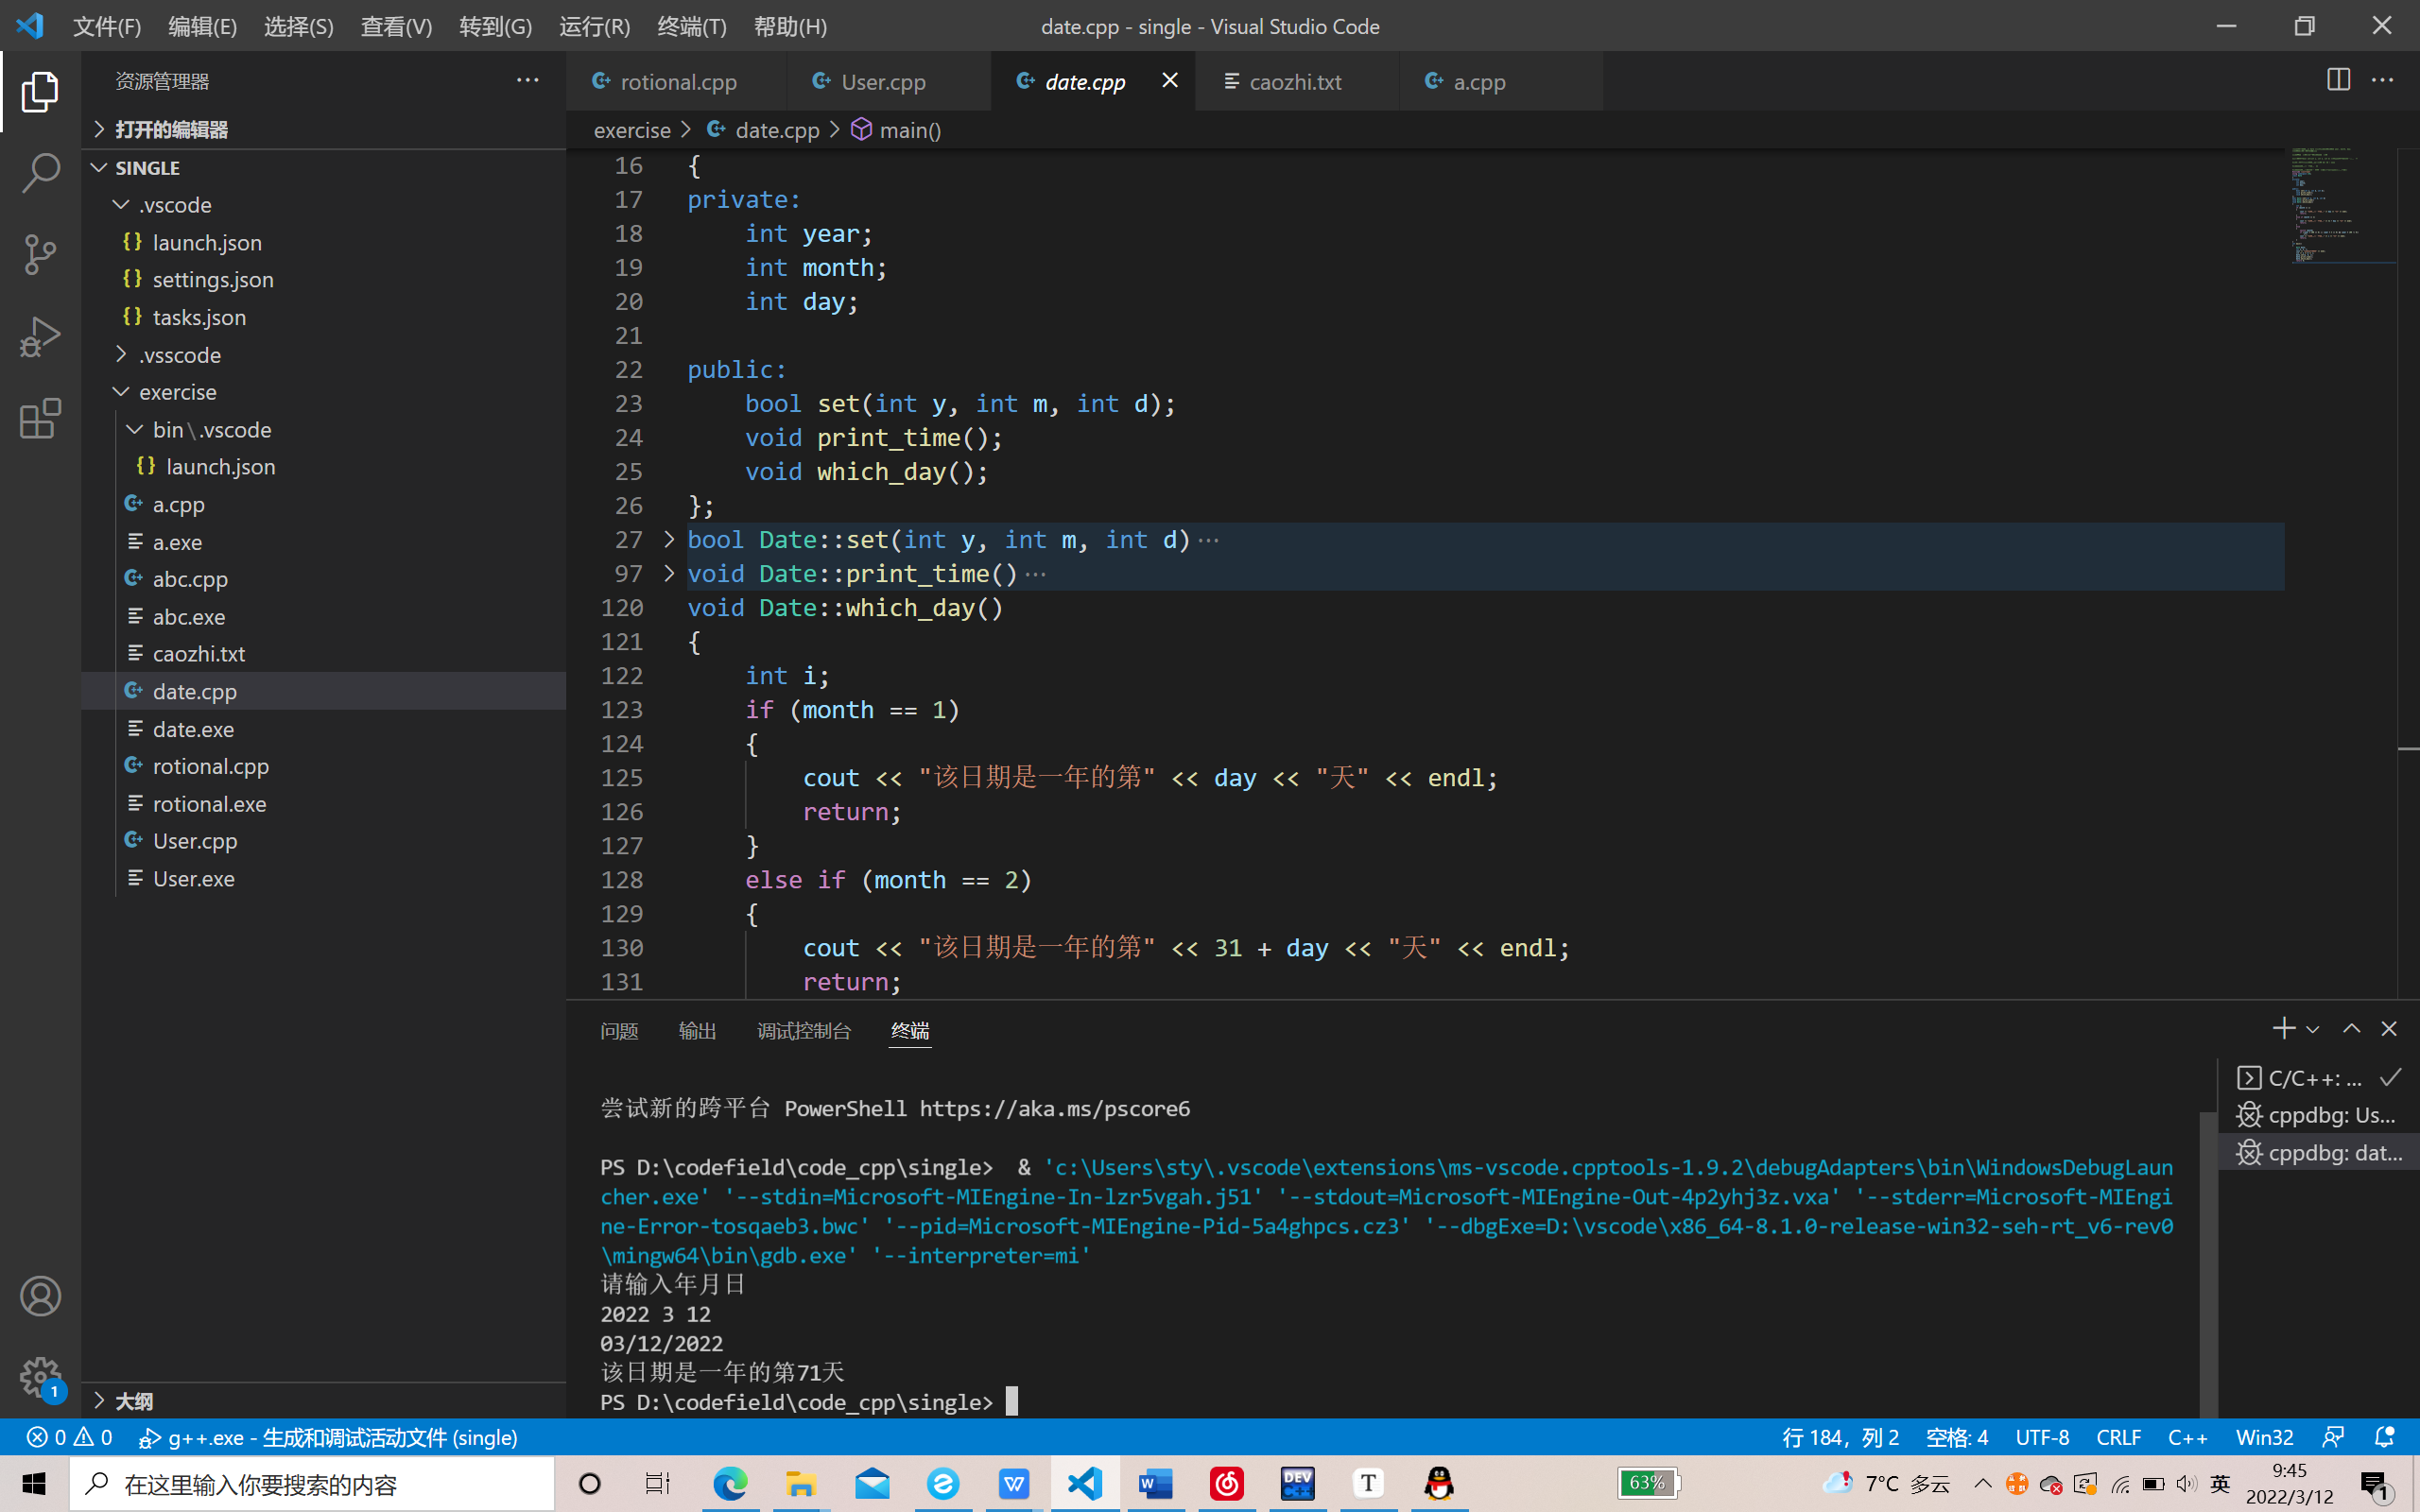 文件(F) 编辑(E) 选择(S) 查看(V) 转到(G) 运行(R) 终端(T) 帮助(H) date.cpp - single - Visual Studio Code
资源管理器
打开的编辑器
SINGLE
.vscode
launch.json
settings.json
tasks.json
.vsscode
exercise
bin\.vscode
launch.json
a.cpp
a.exe
abc.cpp
abc.exe
caozhi.txt
date.cpp
date.exe
rotional.cpp
rotional.exe
User.cpp
User.exe
大纲
rotional.cpp User.cpp date.cpp caozhi.txt a.cpp
exercise > date.cpp > main()
16 {
17 private:
18 int year;
19 int month;
20 int day;
21
22 public:
23 bool set(int y, int m, int d);
24 void print_time();
25 void which_day();
26 };
27 bool Date::set(int y, int m, int d)···
97 void Date::print_time()···
120 void Date::which_day()
121 {
122 int i;
123 if (month == 1)
124 {
125 cout << "该日期是一年的第" << day << "天" << endl;
126 return;
127 }
128 else if (month == 2)
129 {
130 cout << "该日期是一年的第" << 31 + day << "天" << endl;
131 return;
问题 输出 调试控制台 终端
尝试新的跨平台 PowerShell https://aka.ms/pscore6
PS D:\codefield\code_cpp\single> & 'c:\Users\sty\.vscode\extensions\ms-vscode.cpptools-1.9.2\debugAdapters\bin\WindowsDebugLaun
cher.exe' '--stdin=Microsoft-MIEngine-In-lzr5vgah.j51' '--stdout=Microsoft-MIEngine-Out-4p2yhj3z.vxa' '--stderr=Microsoft-MIEngi
ne-Error-tosqaeb3.bwc' '--pid=Microsoft-MIEngine-Pid-5a4ghpcs.cz3' '--dbgExe=D:\vscode\x86_64-8.1.0-release-win32-seh-rt_v6-rev0
\mingw64\bin\gdb.exe' '--interpreter=mi'
请输入年月日
2022 3 12
03/12/2022
该日期是一年的第71天
PS D:\codefield\code_cpp\single>
C/C++: ...
cppdbg: Us...
cppdbg: dat...
1
0 0 g++.exe - 生成和调试活动文件 (single) 行 184，列 2 空格: 4 UTF-8 CRLF C++ Win32
在这里输入你要搜索的内容 W W DEV C++ T 63% 7°C 多云 英 9:45
2022/3/12 1